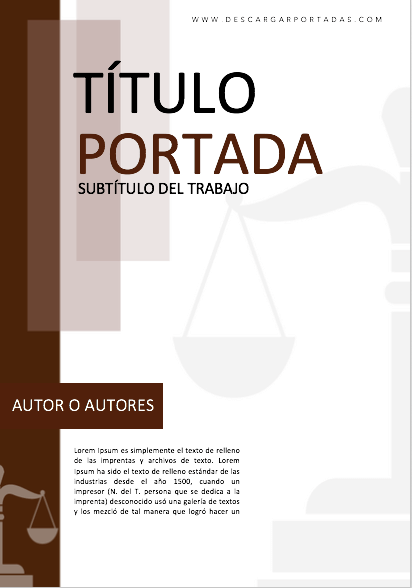 WWW.DESCARGARPORTADAS.COM
TÍTULO
PORTADA
SUBTÍTULO DEL TRABAJO
AUTOR O AUTORES
Lorem Ipsum es simplemente el texto de relleno
de las imprentas y archivos de texto. Lorem
Ipsum ha sido el texto de relleno estándar de las
industrias desde el año 1500, cuando un
impresor (N. del T. persona que se dedica a la
imprenta) desconocido usó una galería de textos
y los mezcló de tal manera que logró hacer un